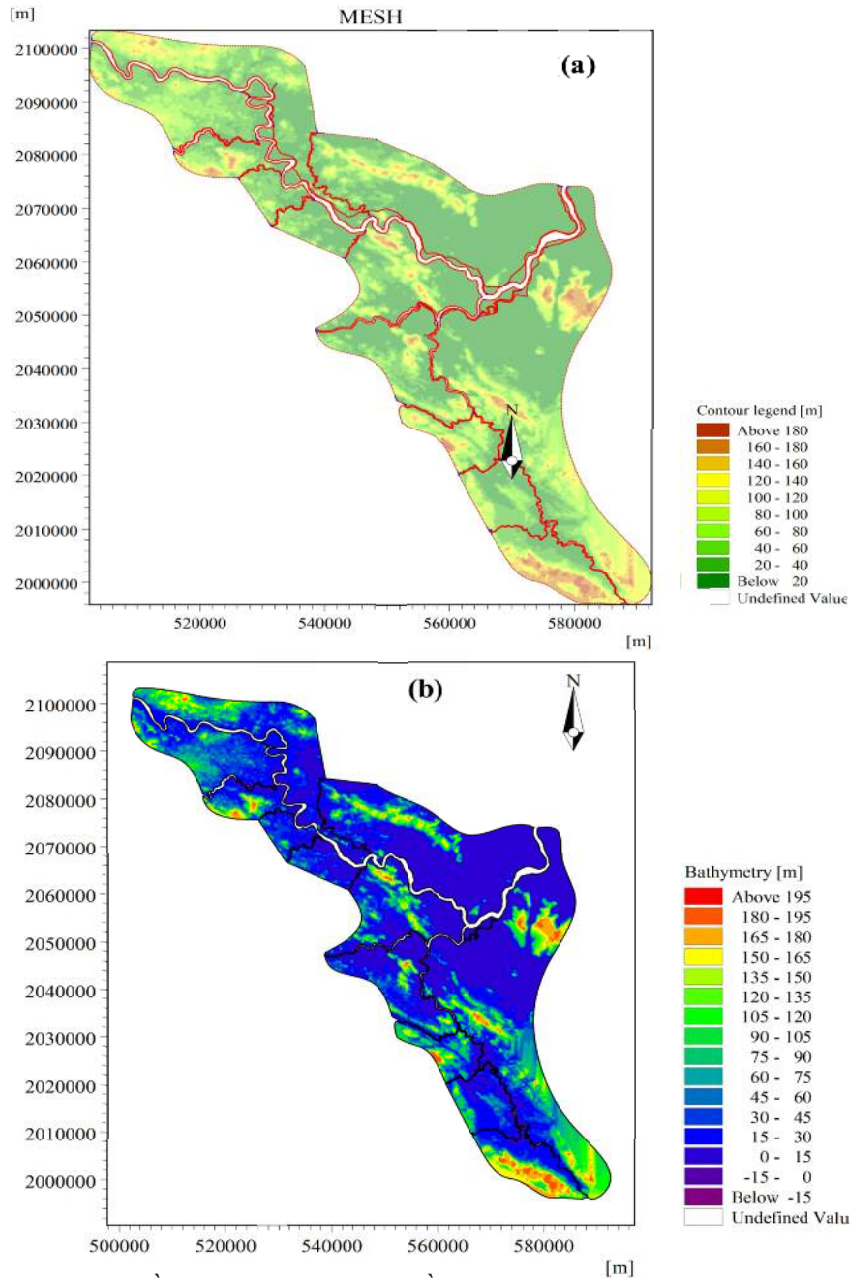 [m]
MESH
(a)
2100000
2090000
2080000
2070000
2060000
2050000
2040000
2030000
2020000
2010000
2000000
N
520000 540000 560000 580000
[m]
Contour legend [m]
Above 180
160 - 180
140 - 160
120 - 140
100 - 120
80 - 100
60 - 80
40 - 60
20 - 40
Below 20
Undefined Value
(b)
N
2100000
2090000
2080000
2070000
2060000
2050000
2040000
2030000
2020000
2010000
2000000
500000 520000 540000 560000 580000
[m]
Bathymetry [m]
Above 195
180 - 195
165 - 180
150 - 165
135 - 150
120 - 135
105 - 120
90 - 105
75 - 90
60 - 75
45 - 60
30 - 45
15 - 30
0 - 15
-15 - 0
Below -15
Undefined Valu